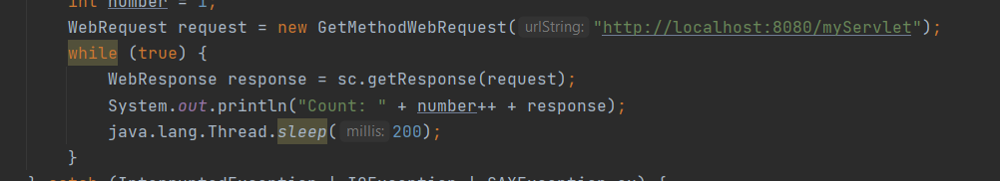 int number = 1;
WebRequest request = new GetMethodWebRequest( urlString: "http://localhost:8080/myServlet");
while (true) {
WebResponse response = sc.getResponse(request);
System.out.println("Count: " + number++ + response);
java.lang.Thread.sleep( millis: 200);
}
} catch (InterruptedException | IOException | SAXException ex) {